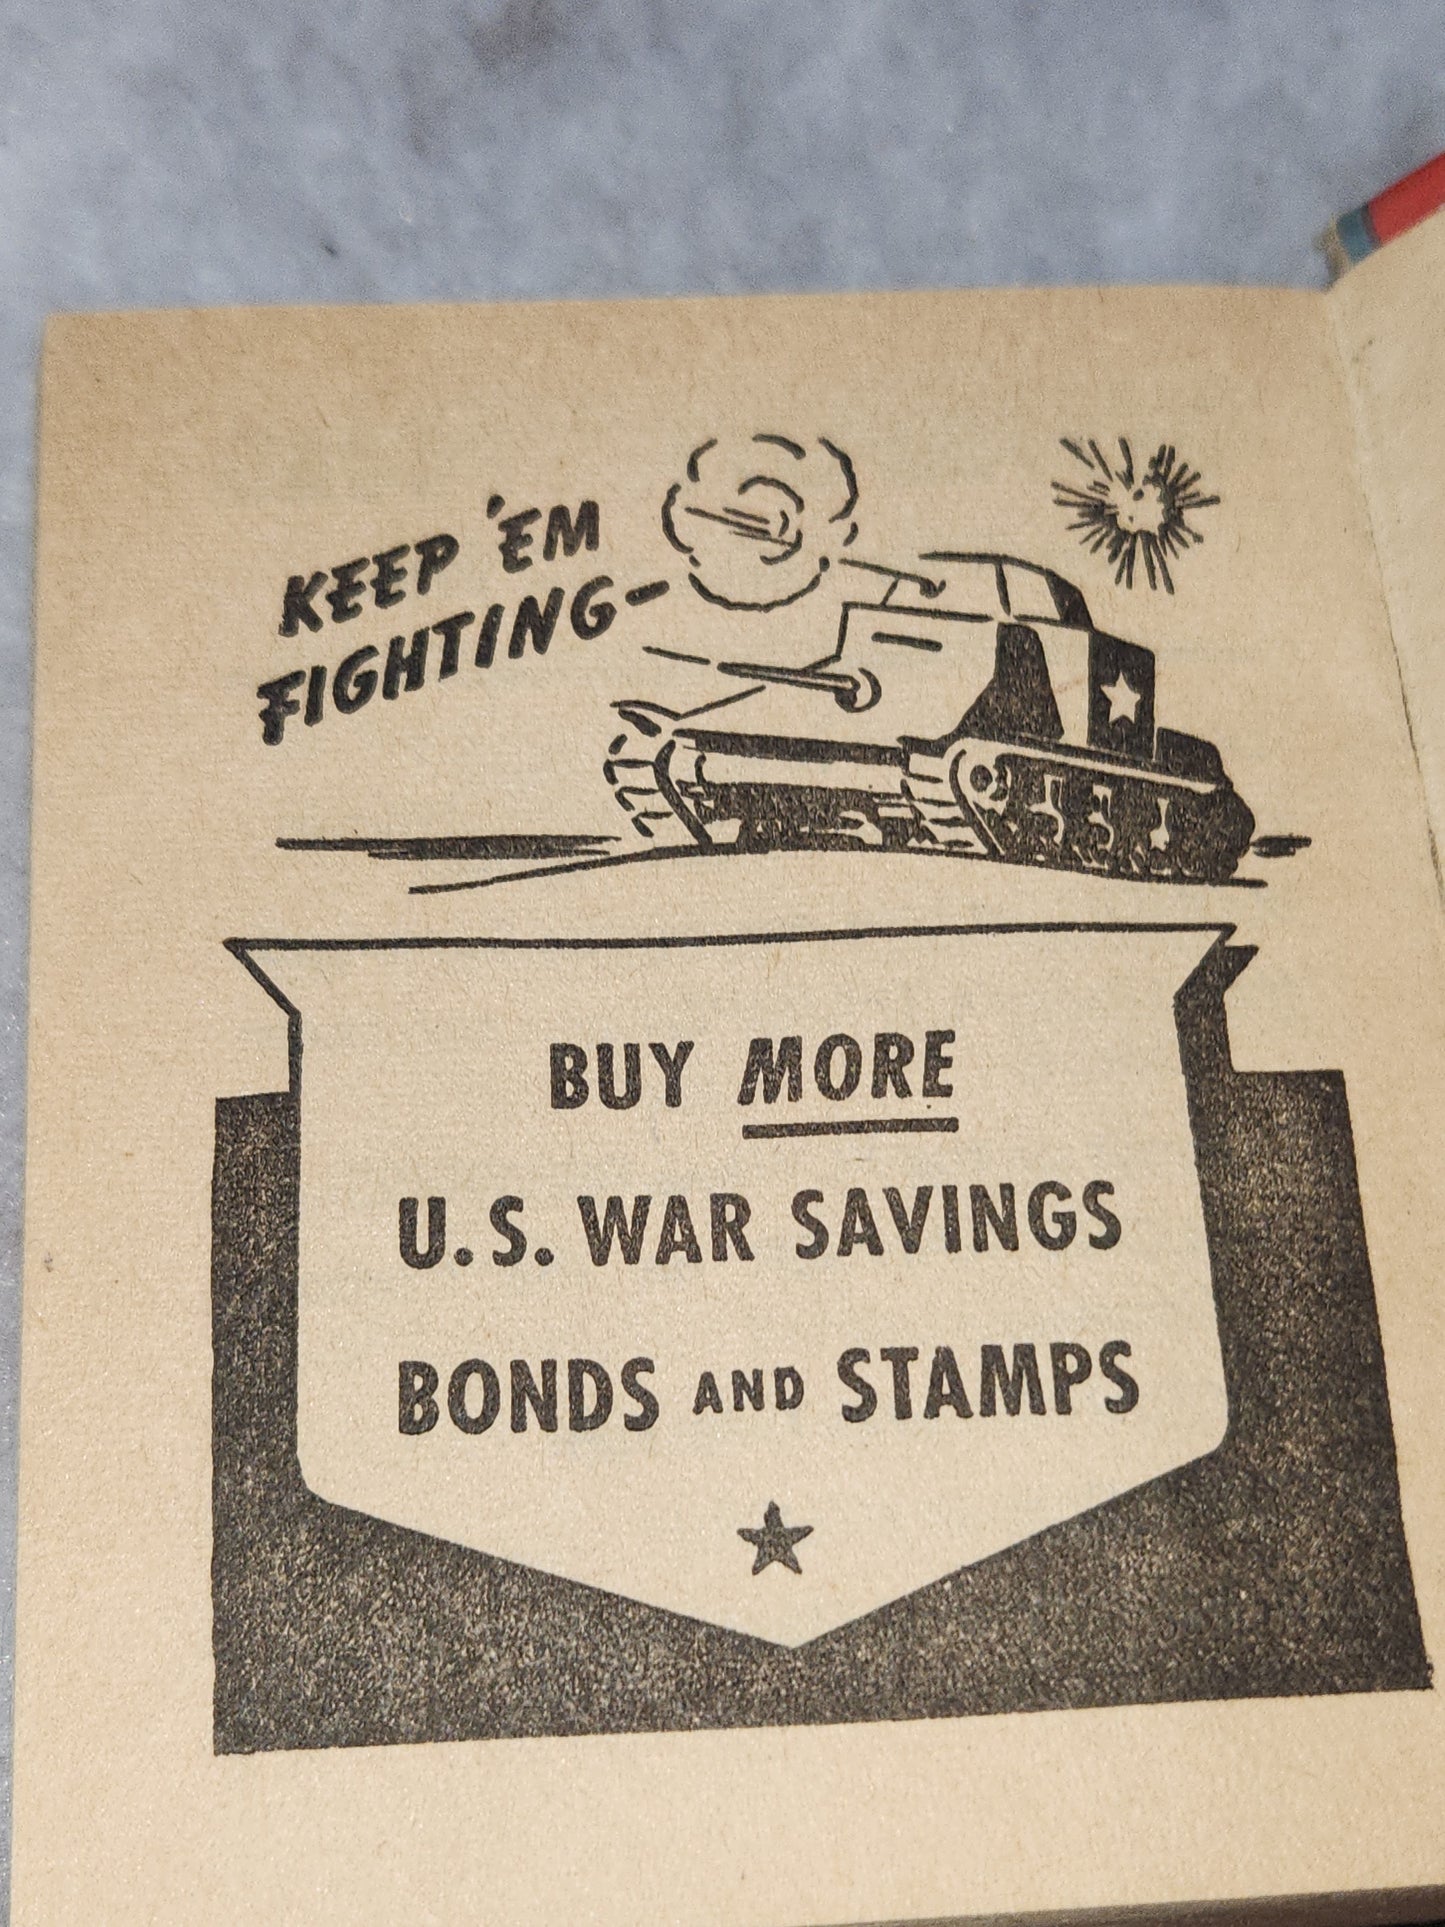 KEEP 'EM
FIGHTING-
BUY MORE
U.S. WAR SAVINGS
BONDS AND STAMPS